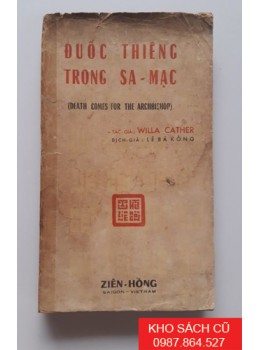 ĐUỐC THIÊNG
TRONG SA-MẠC
(DEATH COMES FOR THE ARCHBISHOP)
TÁC GIẢ: WILLA CATHER
DỊCH-GIẢ: LÊ BÁ KÔNG
ZIÊN-HỒNG
SAIGON-VIETNAM
KHO SÁCH CŨ
0987.864.527